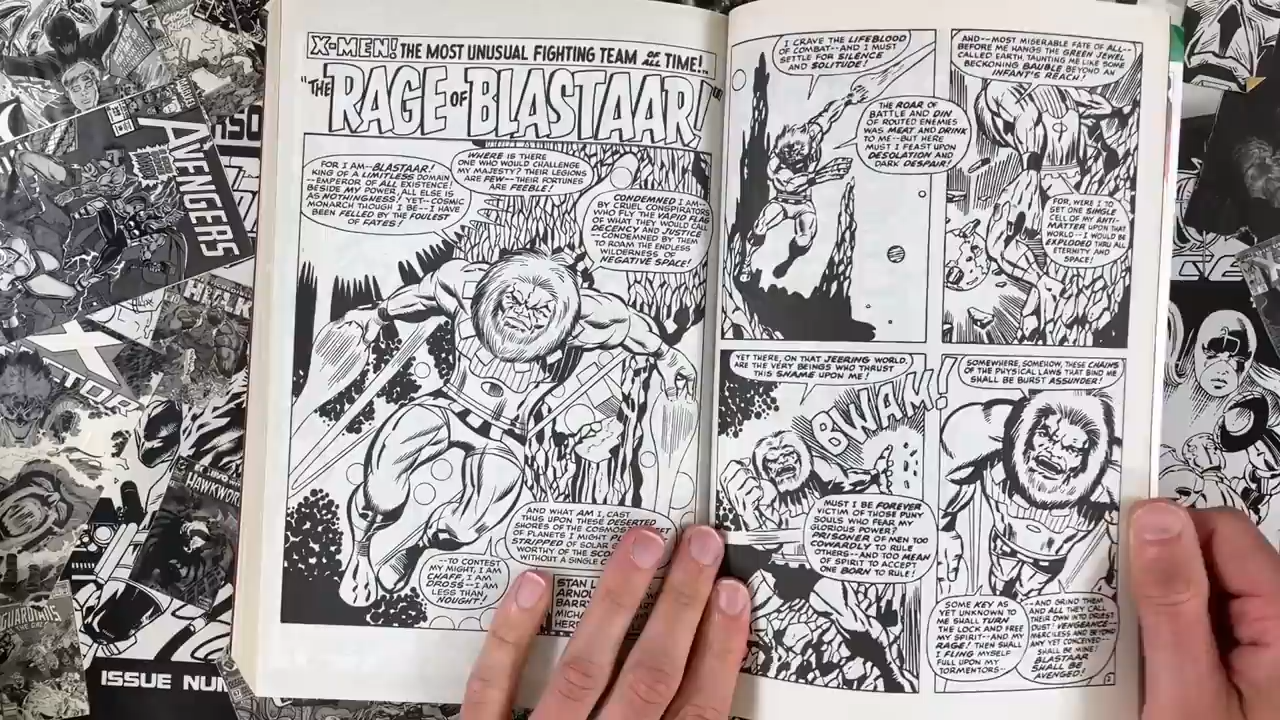 X-MEN! THE MOST UNUSUAL FIGHTING TEAM OF ALL TIME!
"THE RAGE OF BLASTAAR!"
FOR I AM--BLASTAAR!
KING OF A LIMITLESS DOMAIN
--EMPEROR OF ALL EXISTENCE!
BESIDE MY POWER, ALL ELSE IS
AS NOTHINGNESS! YET--COSMIC
MONARCH THOUGH I BE--I HAVE
BEEN FELLED BY THE FOULEST
OF FATES!
WHERE IS THERE
ONE WHO WOULD CHALLENGE
MY MAJESTY? THEIR LEGIONS
ARE FEW--THEIR FORTUNES
ARE FEEBLE!
CONDEMNED I AM--
BY CRUEL CONSPIRATORS
WHO FLY THE VAPID FLAG
OF WHAT THEY WOULD CALL
DECENCY AND JUSTICE
--CONDEMNED BY THEM
TO ROAM THE ENDLESS
WILDERNESS OF
NEGATIVE SPACE!
AND WHAT AM I, CAST
THUS UPON THESE DESERTED
SHORES OF THE COSMOS?
OF PLANETS I MIGHT
STRIPPED OF SOLAR
WORTHY OF THE
WITHOUT A SINGLE
--TO CONTEST
MY MIGHT, I AM
CHAFF, I AM
DROSS--I AM
LESS THAN
NOUGHT!
STAN L
ARNO
BARRY
MICH
HER
I CRAVE THE LIFEBLOOD
OF COMBAT--AND I MUST
SETTLE FOR SILENCE
AND SOLITUDE!
THE ROAR OF
BATTLE AND DIN
OF ROUTED ENEMIES
WAS MEAT AND DRINK
TO ME--BUT HERE
MUST I FEAST UPON
DESOLATION AND
DARK DESPAIR!
AND--MOST MISERABLE FATE OF ALL--
BEFORE ME HANGS THE GREEN JEWEL
CALLED EARTH, TAUNTING ME LIKE SOME
BECKONING BAUBLE BEYOND AN
INFANT'S REACH!
FOR, WERE I TO
SET ONE SINGLE
CELL OF MY ANTI-
MATTER UPON THAT
WORLD--I WOULD BE
EXPLODED THRU ALL
ETERNITY AND
SPACE!
YET THERE, ON THAT JEERING WORLD,
ARE THE VERY BEINGS WHO THRUST
THIS SHAME UPON ME!
BWAM!
MUST I BE FOREVER
VICTIM OF THOSE PUNY
SOULS WHO FEAR MY
GLORIOUS POWER?
PRISONER OF MEN TOO
COWARDLY TO RULE
OTHERS--AND TOO MEAN
OF SPIRIT TO ACCEPT
ONE BORN TO RULE!
SOMEWHERE, SOMEHOW, THESE CHAINS
OF THE PHYSICAL LAWS THAT BIND ME
SHALL BE BURST ASUNDER!
SOME KEY AS
YET UNKNOWN TO
ME SHALL TURN
THE LOCK AND FREE
MY SPIRIT--AND MY
RAGE! THEN SHALL
I FLING MYSELF
FULL UPON MY
TORMENTORS--
--AND GRIND THEM
AND ALL THEY CALL
THEIR OWN INTO DRIEST
DUST! VENGEANCE--
MERCILESS AND BEYOND
ANY YET CONCEIVED--
SHALL BE MINE!
BLASTAAR
SHALL BE
AVENGED!
2
AVENGERS
HAWKWORLD
GUARDIANS
ISSUE NUM